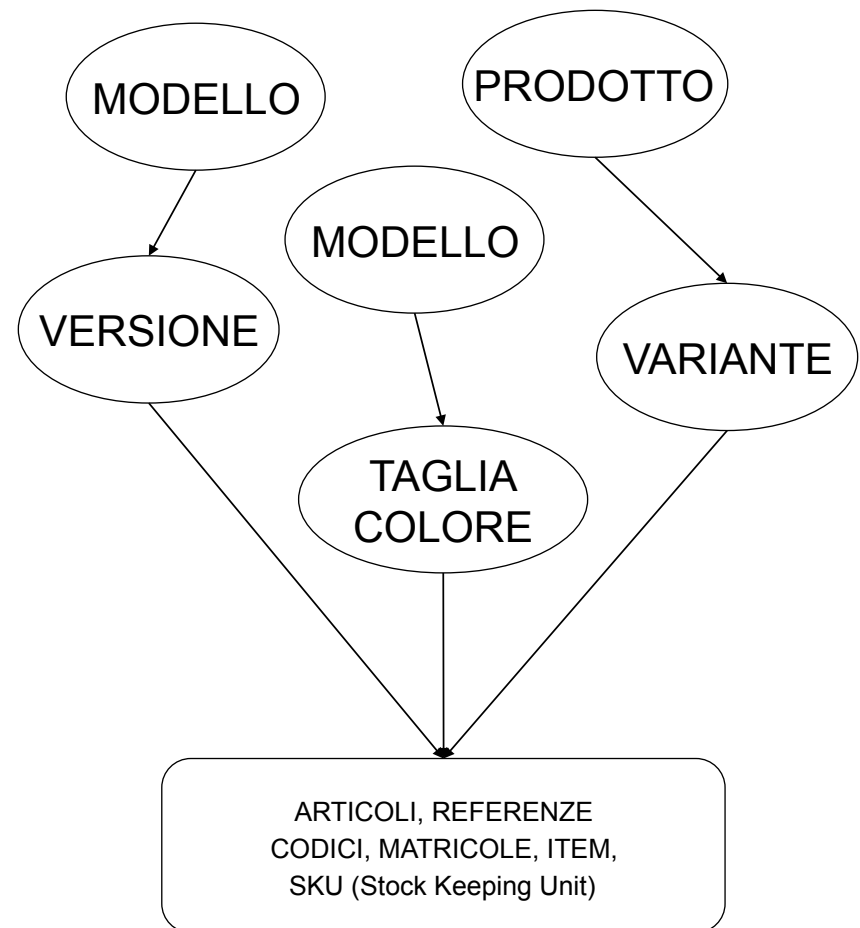 MODELLO
PRODOTTO
MODELLO
VERSIONE
VARIANTE
TAGLIA
COLORE
ARTICOLI, REFERENZE
CODICI, MATRICOLE, ITEM,
SKU (Stock Keeping Unit)